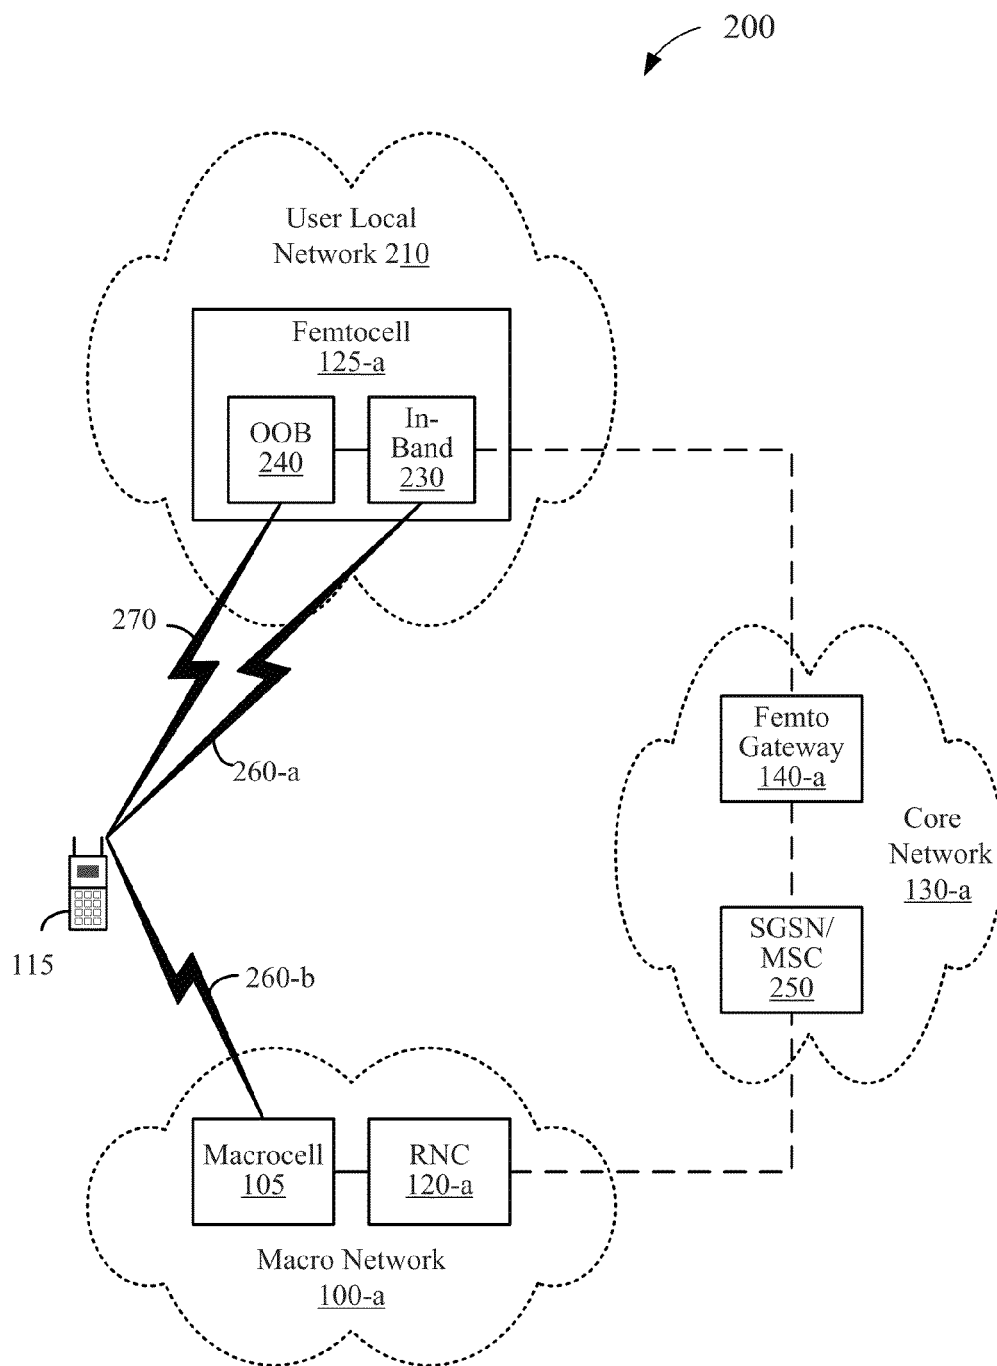 200
User Local
Network 210
Femtocell
125-a
OOB
240
In-
Band
230
270
260-a
Femto
Gateway
140-a
Core
Network
130-a
SGSN/
MSC
250
115
260-b
Macrocell
105
RNC
120-a
Macro Network
100-a